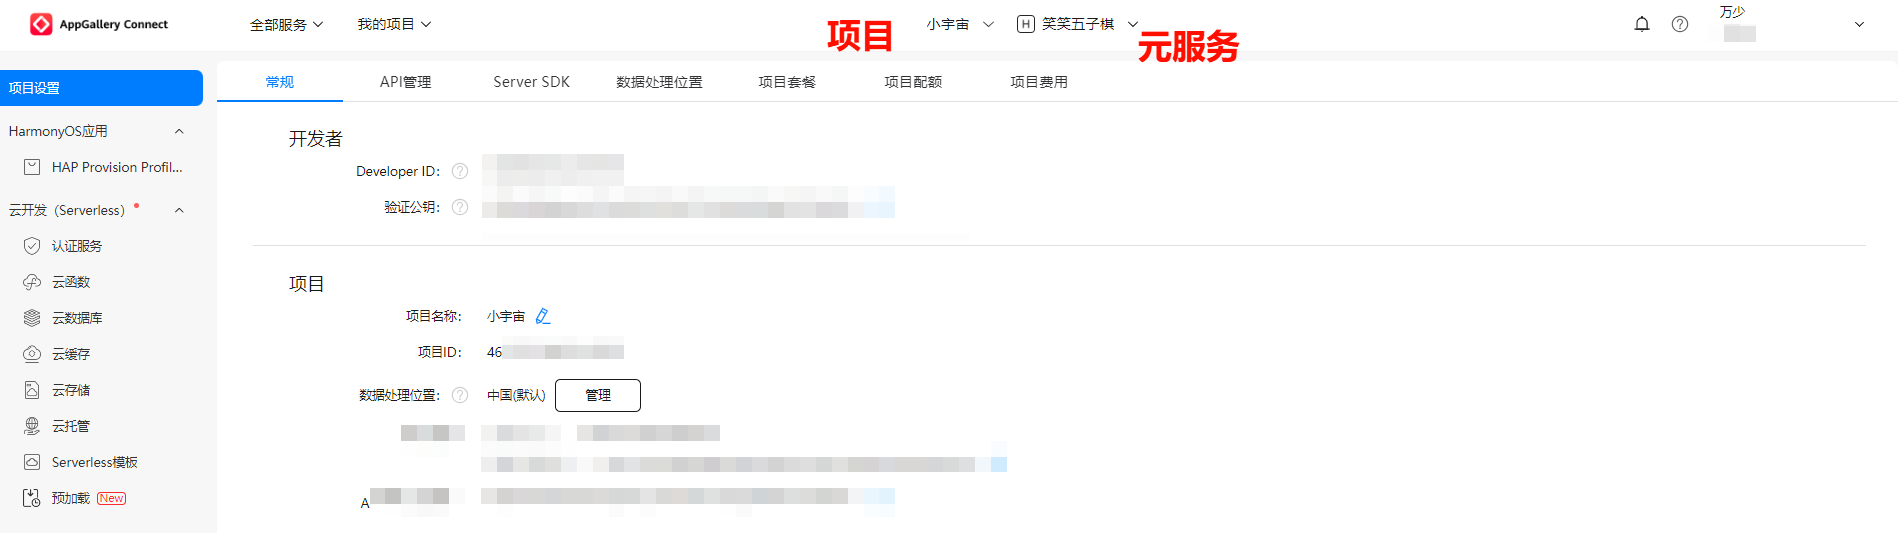 AppGallery Connect
全部服务
我的项目
项目
小宇宙
H 笑笑五子棋
元服务
万少
项目设置
常规
API管理
Server SDK
数据处理位置
项目套餐
项目配额
项目费用
HarmonyOS应用
HAP Provision Profil...
云开发（Serverless）
认证服务
云函数
云数据库
云缓存
云存储
云托管
Serverless模板
预加载 New
开发者
Developer ID：
验证公钥：
项目
项目名称： 小宇宙
项目ID： 46
数据处理位置： 中国(默认) 管理
A